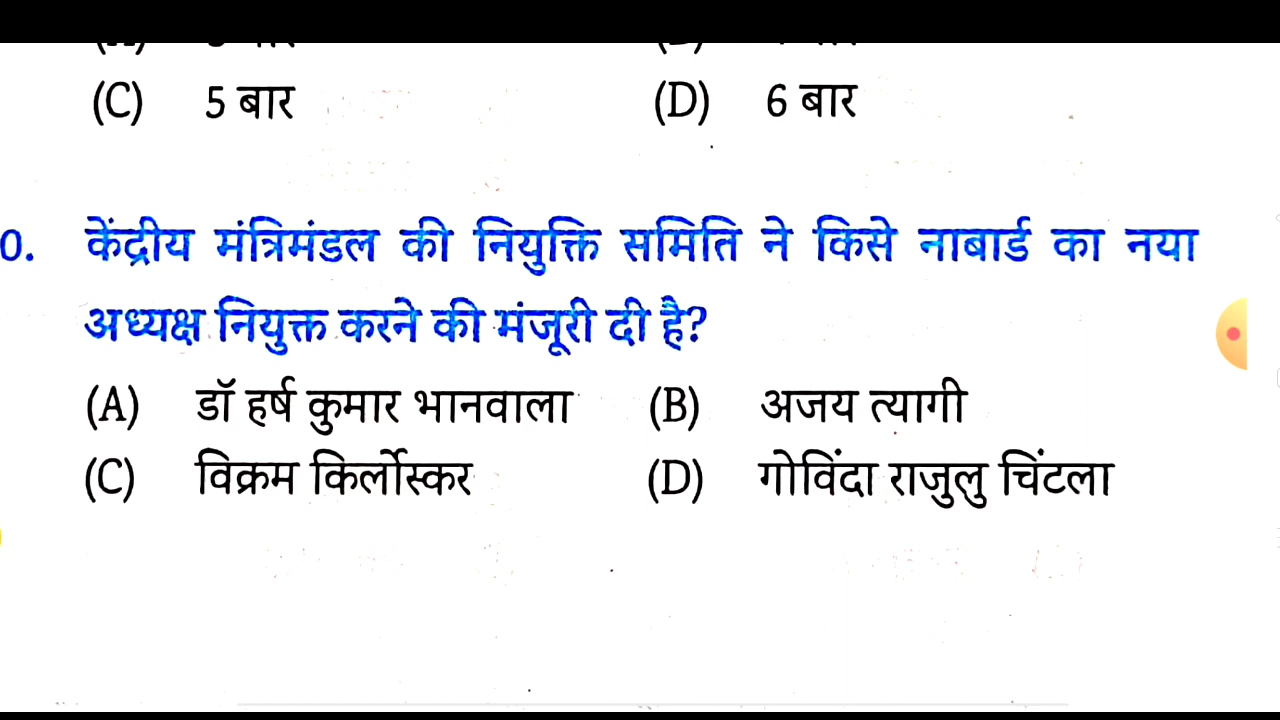 (C) 5 बार (D) 6 बार
0. केंद्रीय मंत्रिमंडल की नियुक्ति समिति ने किसे नाबार्ड का नया
अध्यक्ष नियुक्त करने की मंजूरी दी है?
(A) डॉ हर्ष कुमार भानवाला (B) अजय त्यागी
(C) विक्रम किर्लोस्कर (D) गोविंदा राजुलु चिंटला